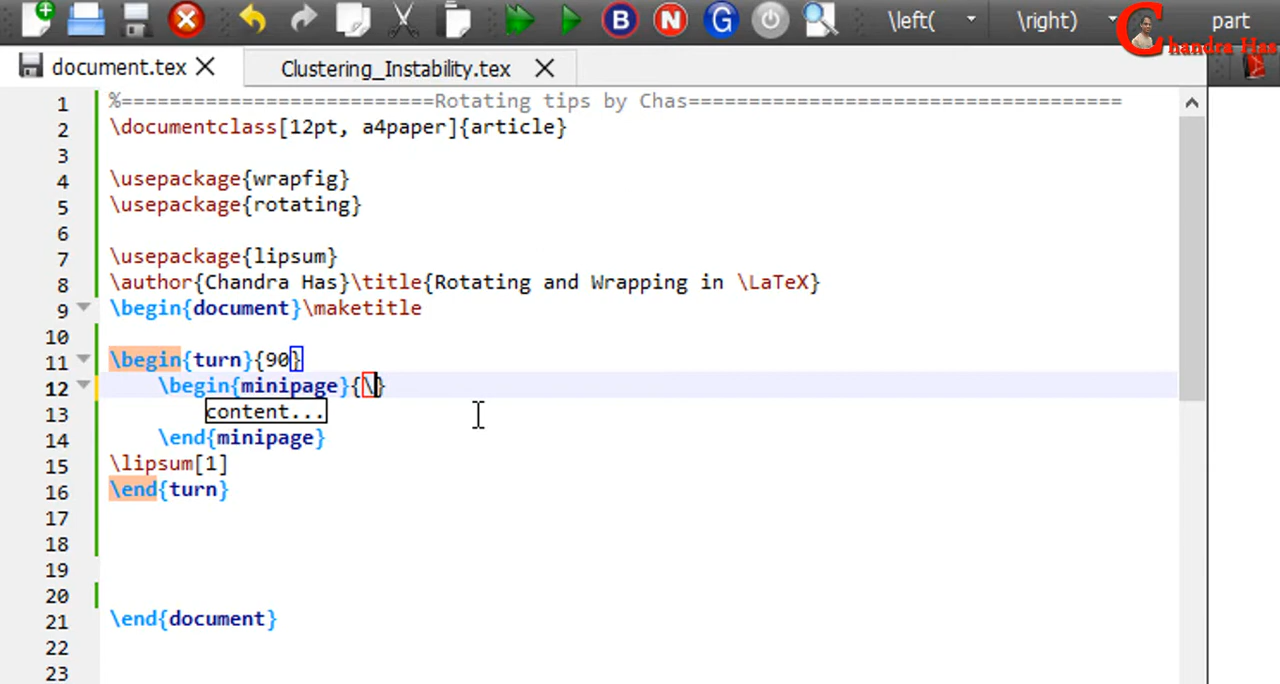 \left( \right) part
Chandra Has
document.tex Clustering_Instability.tex
1 %==========================Rotating tips by Chas====================================
2 \documentclass[12pt, a4paper]{article}
3
4 \usepackage{wrapfig}
5 \usepackage{rotating}
6
7 \usepackage{lipsum}
8 \author{Chandra Has}\title{Rotating and Wrapping in \LaTeX}
9 \begin{document}\maketitle
10
11 \begin{turn}{90}
12 \begin{minipage}{\}
13 content...
14 \end{minipage}
15 \lipsum[1]
16 \end{turn}
17
18
19
20
21 \end{document}
22
23